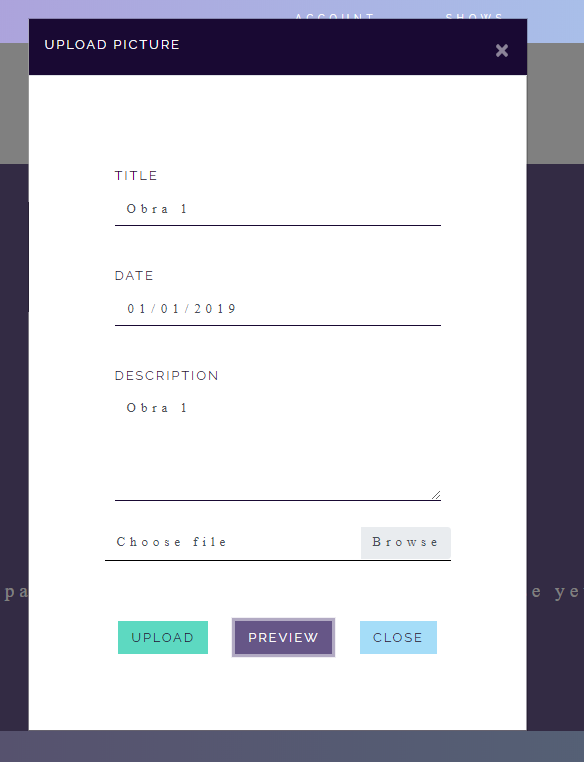 ACCOUNT SHOWS
UPLOAD PICTURE
×
TITLE
Obra 1
DATE
01/01/2019
DESCRIPTION
Obra 1
Choose file Browse
pa e ye
UPLOAD PREVIEW CLOSE